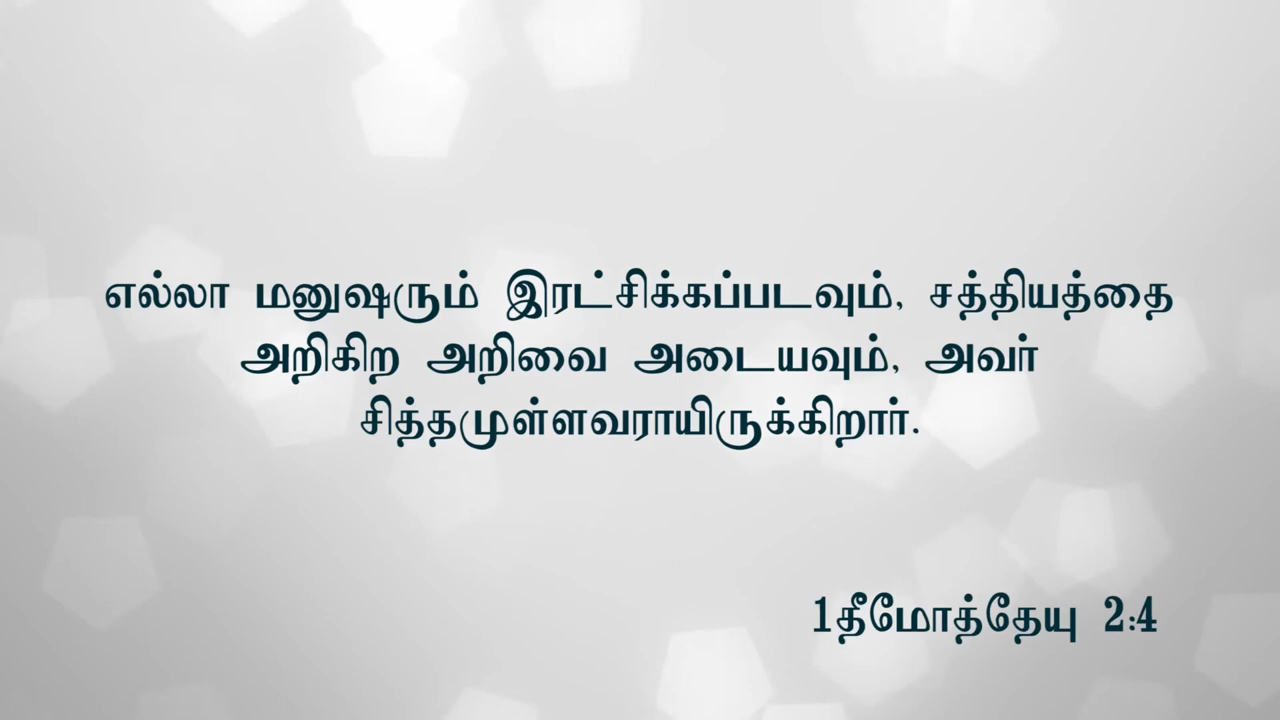 எல்லா மனுஷரும் இரட்சிக்கப்படவும், சத்தியத்தை
அறிகிற அறிவை அடையவும், அவர்
சித்தமுள்ளவராயிருக்கிறார்.
1தீமோத்தேயு 2:4